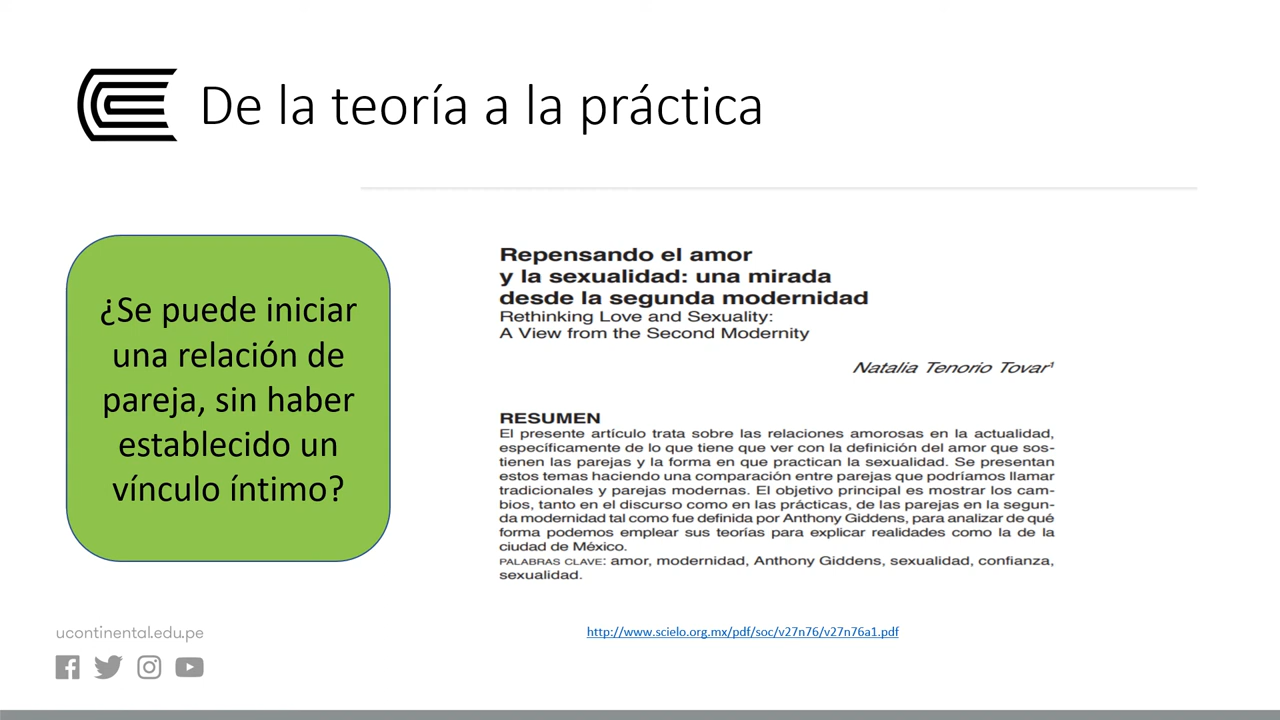 De la teoría a la práctica
¿Se puede iniciar
una relación de
pareja, sin haber
establecido un
vínculo íntimo?
Repensando el amor
y la sexualidad: una mirada
desde la segunda modernidad
Rethinking Love and Sexuality:
A View from the Second Modernity
Natalia Tenorio Tovar¹
RESUMEN
El presente artículo trata sobre las relaciones amorosas en la actualidad,
específicamente de lo que tiene que ver con la definición del amor que sos-
tienen las parejas y la forma en que practican la sexualidad. Se presentan
estos temas haciendo una comparación entre parejas que podríamos llamar
tradicionales y parejas modernas. El objetivo principal es mostrar los cam-
bios, tanto en el discurso como en las prácticas, de las parejas en la segun-
da modernidad tal como fue definida por Anthony Giddens, para analizar de qué
forma podemos emplear sus teorías para explicar realidades como la de la
ciudad de México.
PALABRAS CLAVE: amor, modernidad, Anthony Giddens, sexualidad, confianza,
sexualidad.
ucontinental.edu.pe
http://www.scielo.org.mx/pdf/soc/v27n76/v27n76a1.pdf